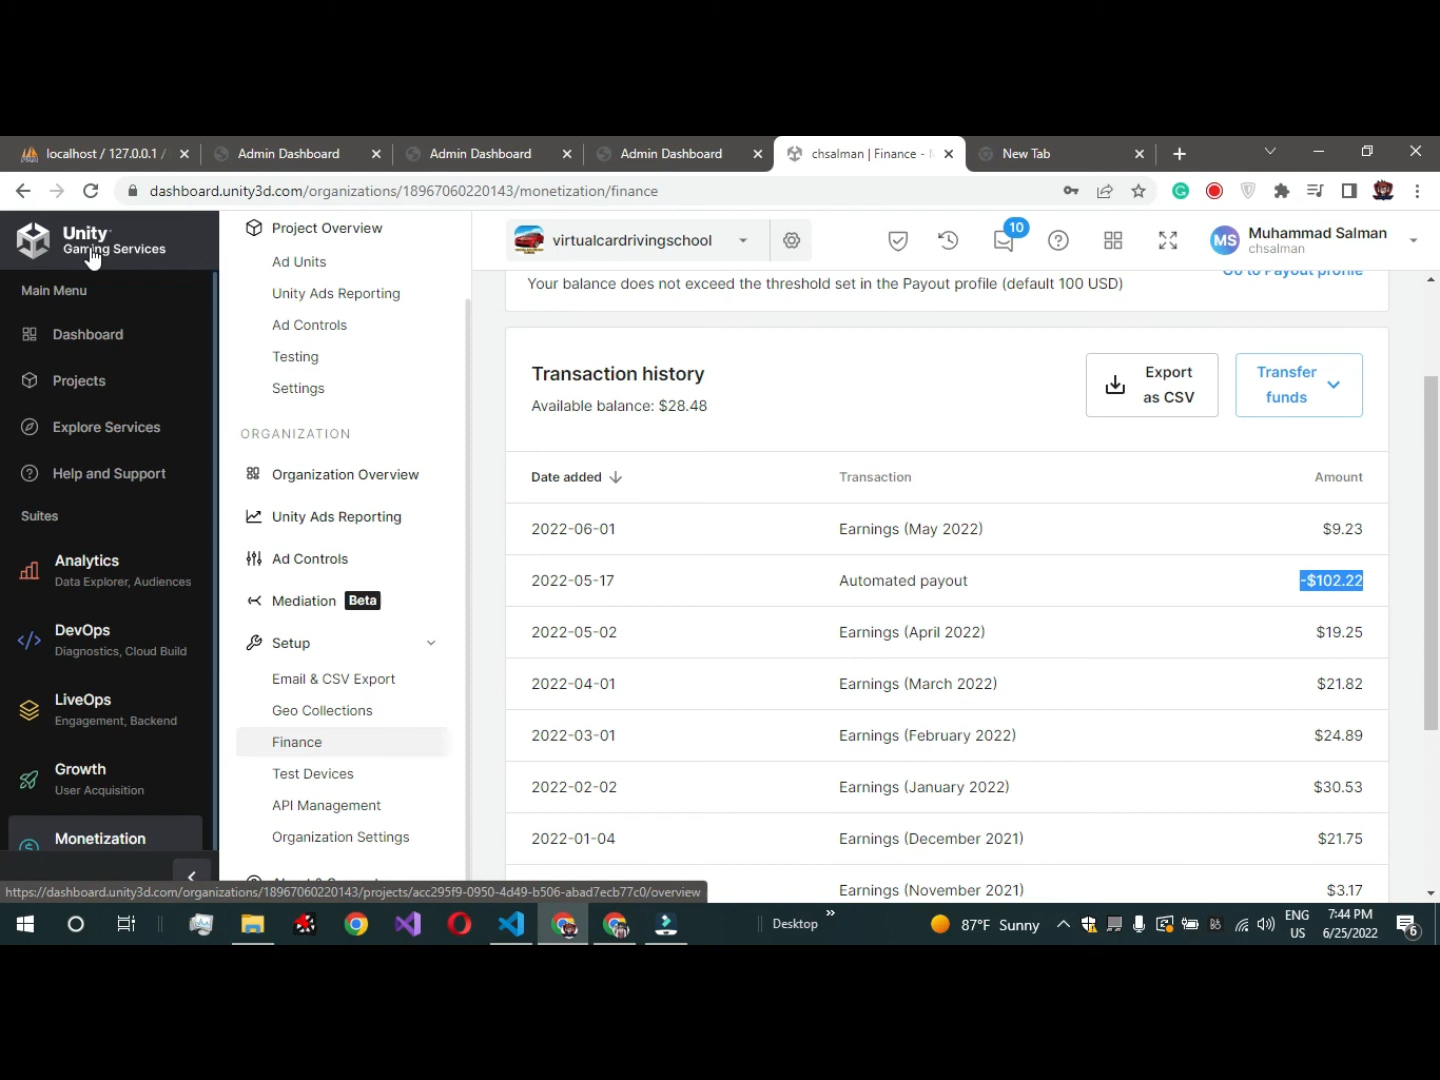 localhost / 127.0.0.1 /
Admin Dashboard
Admin Dashboard
Admin Dashboard
chsalman | Finance -
New Tab
dashboard.unity3d.com/organizations/18967060220143/monetization/finance
Unity
Gaming Services
Main Menu
Dashboard
Projects
Explore Services
Help and Support
Suites
Analytics
Data Explorer, Audiences
DevOps
Diagnostics, Cloud Build
LiveOps
Engagement, Backend
Growth
User Acquisition
Monetization
Project Overview
Ad Units
Unity Ads Reporting
Ad Controls
Testing
Settings
ORGANIZATION
Organization Overview
Unity Ads Reporting
Ad Controls
Mediation Beta
Setup
Email & CSV Export
Geo Collections
Finance
Test Devices
API Management
Organization Settings
virtualcardrivingschool
10
MS
Muhammad Salman
chsalman
Go to Payout profile
Your balance does not exceed the threshold set in the Payout profile (default 100 USD)
Transaction history
Available balance: $28.48
Export
as CSV
Transfer
funds
Date added Transaction Amount
2022-06-01 Earnings (May 2022) $9.23
2022-05-17 Automated payout -$102.22
2022-05-02 Earnings (April 2022) $19.25
2022-04-01 Earnings (March 2022) $21.82
2022-03-01 Earnings (February 2022) $24.89
2022-02-02 Earnings (January 2022) $30.53
2022-01-04 Earnings (December 2021) $21.75
Earnings (November 2021) $3.17
https://dashboard.unity3d.com/organizations/18967060220143/projects/acc295f9-0950-4d49-b506-abad7ecb77c0/overview
Desktop
87°F Sunny
ENG
US
7:44 PM
6/25/2022
6